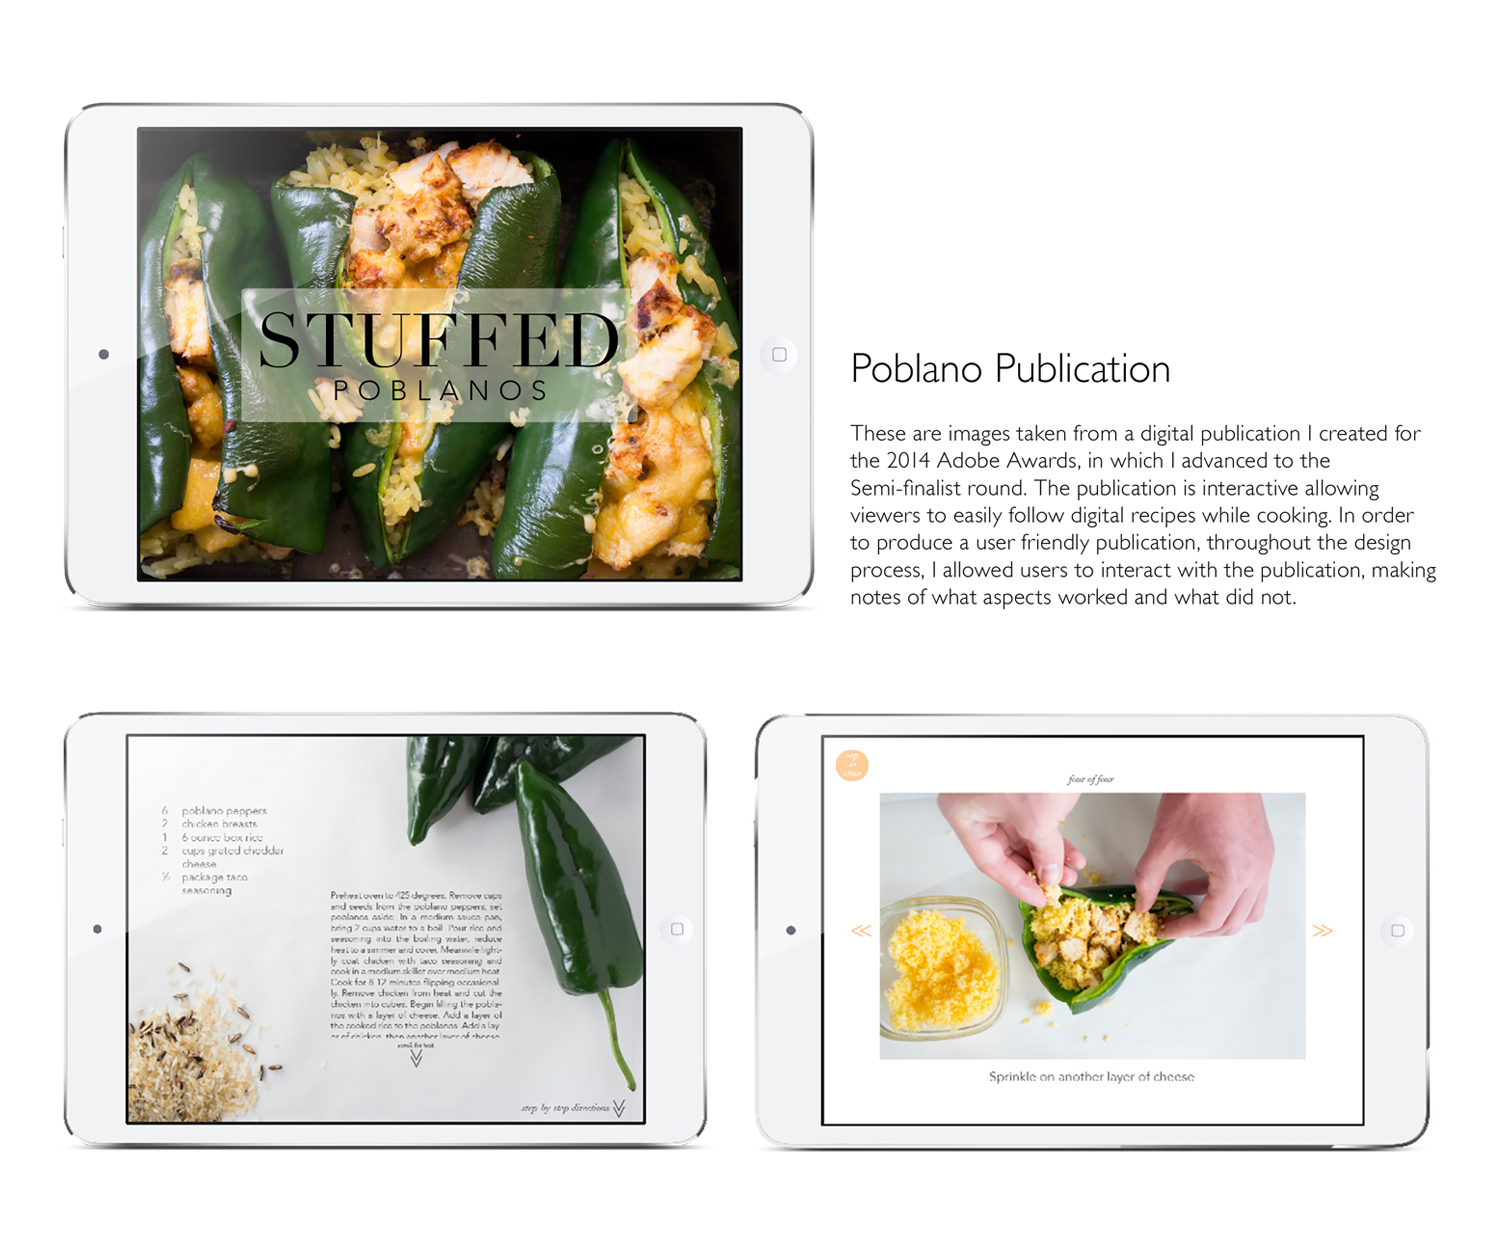 STUFFED
POBLANOS
Poblano Publication
These are images taken from a digital publication I created for
the 2014 Adobe Awards, in which I advanced to the
Semi-finalist round. The publication is interactive allowing
viewers to easily follow digital recipes while cooking. In order
to produce a user friendly publication, throughout the design
process, I allowed users to interact with the publication, making
notes of what aspects worked and what did not.
6 poblano peppers
2 chicken breasts
1 6 ounce box rice
2 cups grated cheddar
cheese
½ package taco
seasoning
Preheat oven to 425 degrees. Remove caps
and seeds from the poblano peppers, set
poblanos aside. In a medium sauce pan,
bring 2 cups water to a boil. Pour rice and
seasoning into the boiling water, reduce
heat to a simmer and cover. Meanwile light-
ly coat chicken with taco seasoning and
cook in a medium skillet over medium heat.
Cook for 8-12 minutes flipping occasional-
ly. Remove chicken from heat and cut the
chicken into cubes. Begin filling the pobla-
nos with a layer of cheese. Add a layer of
the cooked rice to the poblanos. Add a lay-
er of chicken, then another layer of cheese.
scroll for text
step by step directions
four of four
Sprinkle on another layer of cheese